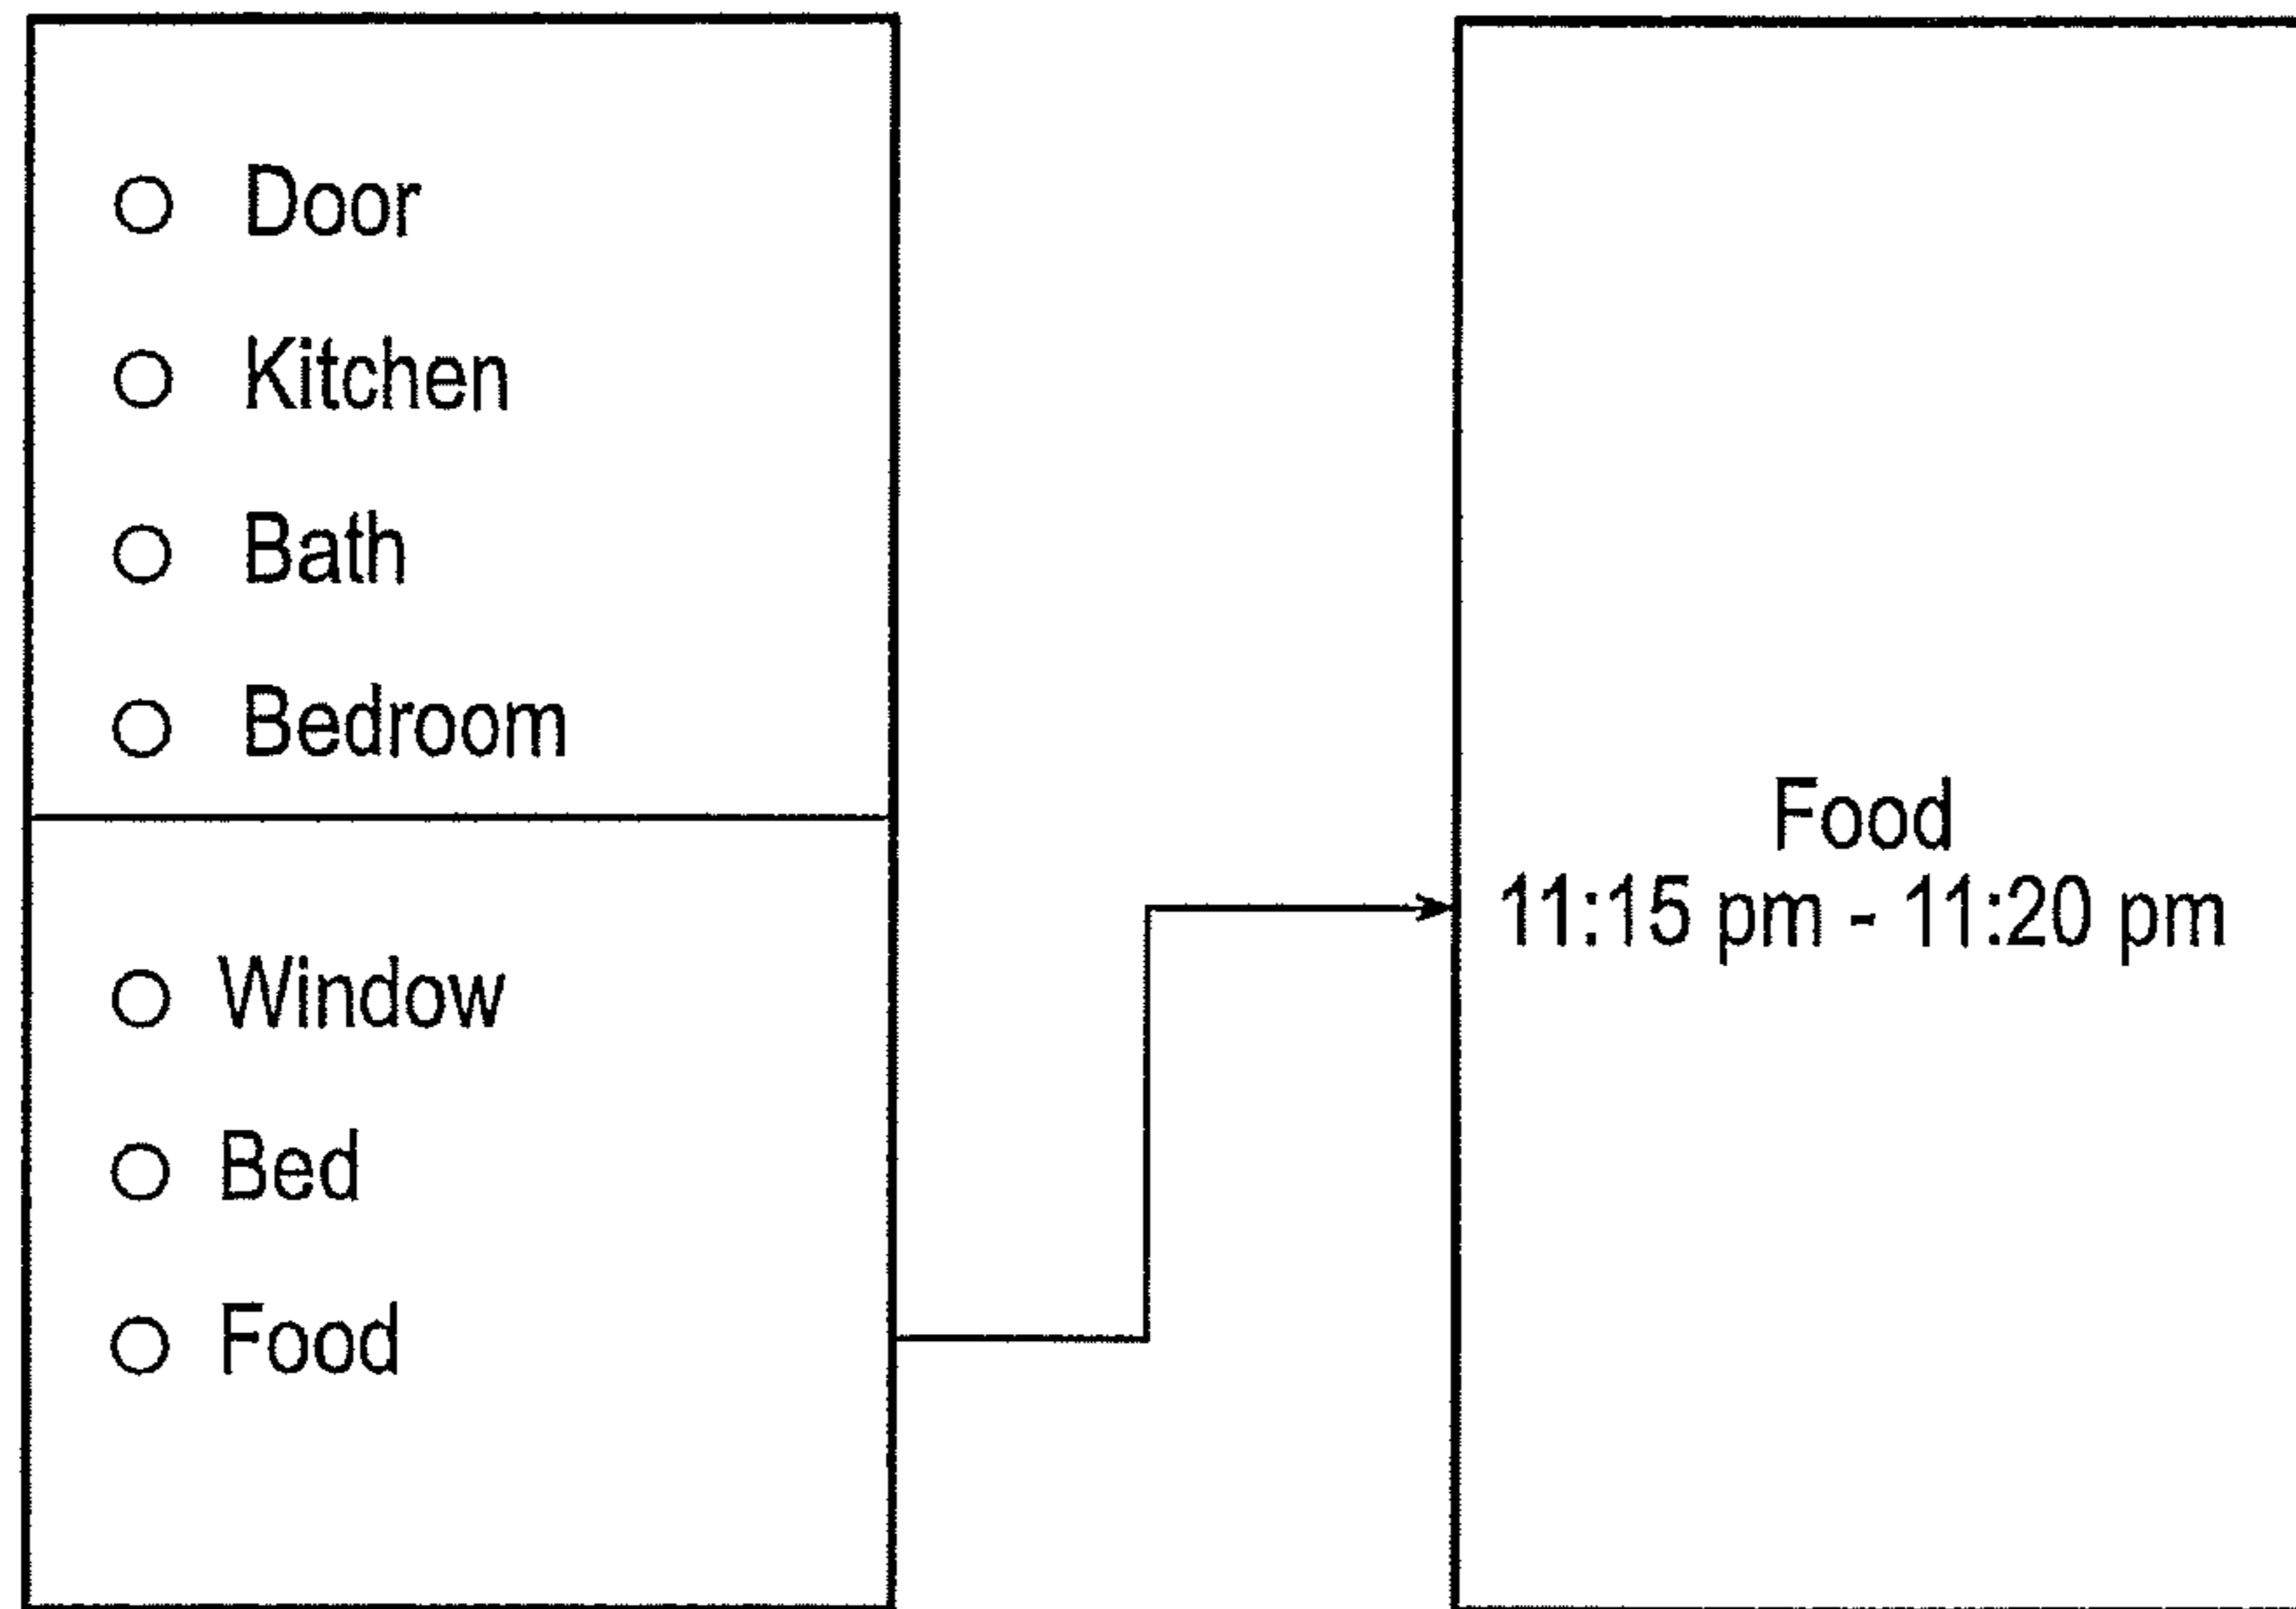 Door
Kitchen
Bath
Bedroom
Window
Bed
Food
Food
11:15 pm - 11:20 pm